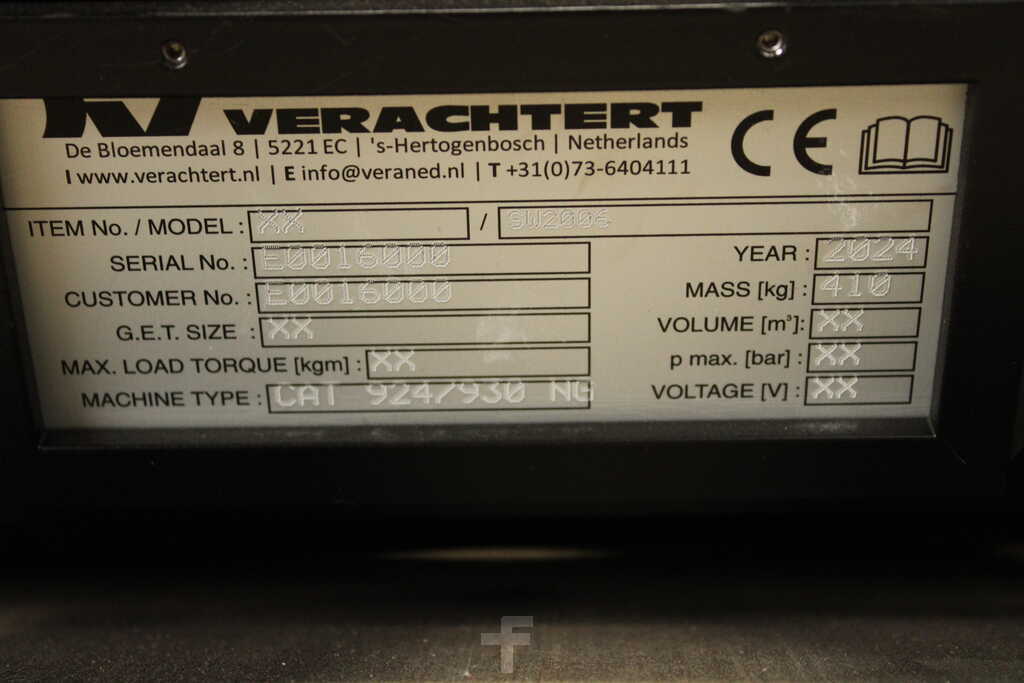 VERACHTERT
De Bloemendaal 8 | 5221 EC | 's-Hertogenbosch | Netherlands
I www.verachtert.nl | E info@veraned.nl | T +31(0)73-6404111
CE
ITEM No. / MODEL : XX / SW2006
SERIAL No. : E0016000 YEAR : 2024
CUSTOMER No. : E0016000 MASS [kg] : 410
G.E.T. SIZE : XX VOLUME [m³]: XX
MAX. LOAD TORQUE [kgm] : XX p max. [bar] : XX
MACHINE TYPE : CAT 924/930 NG VOLTAGE [V] : XX